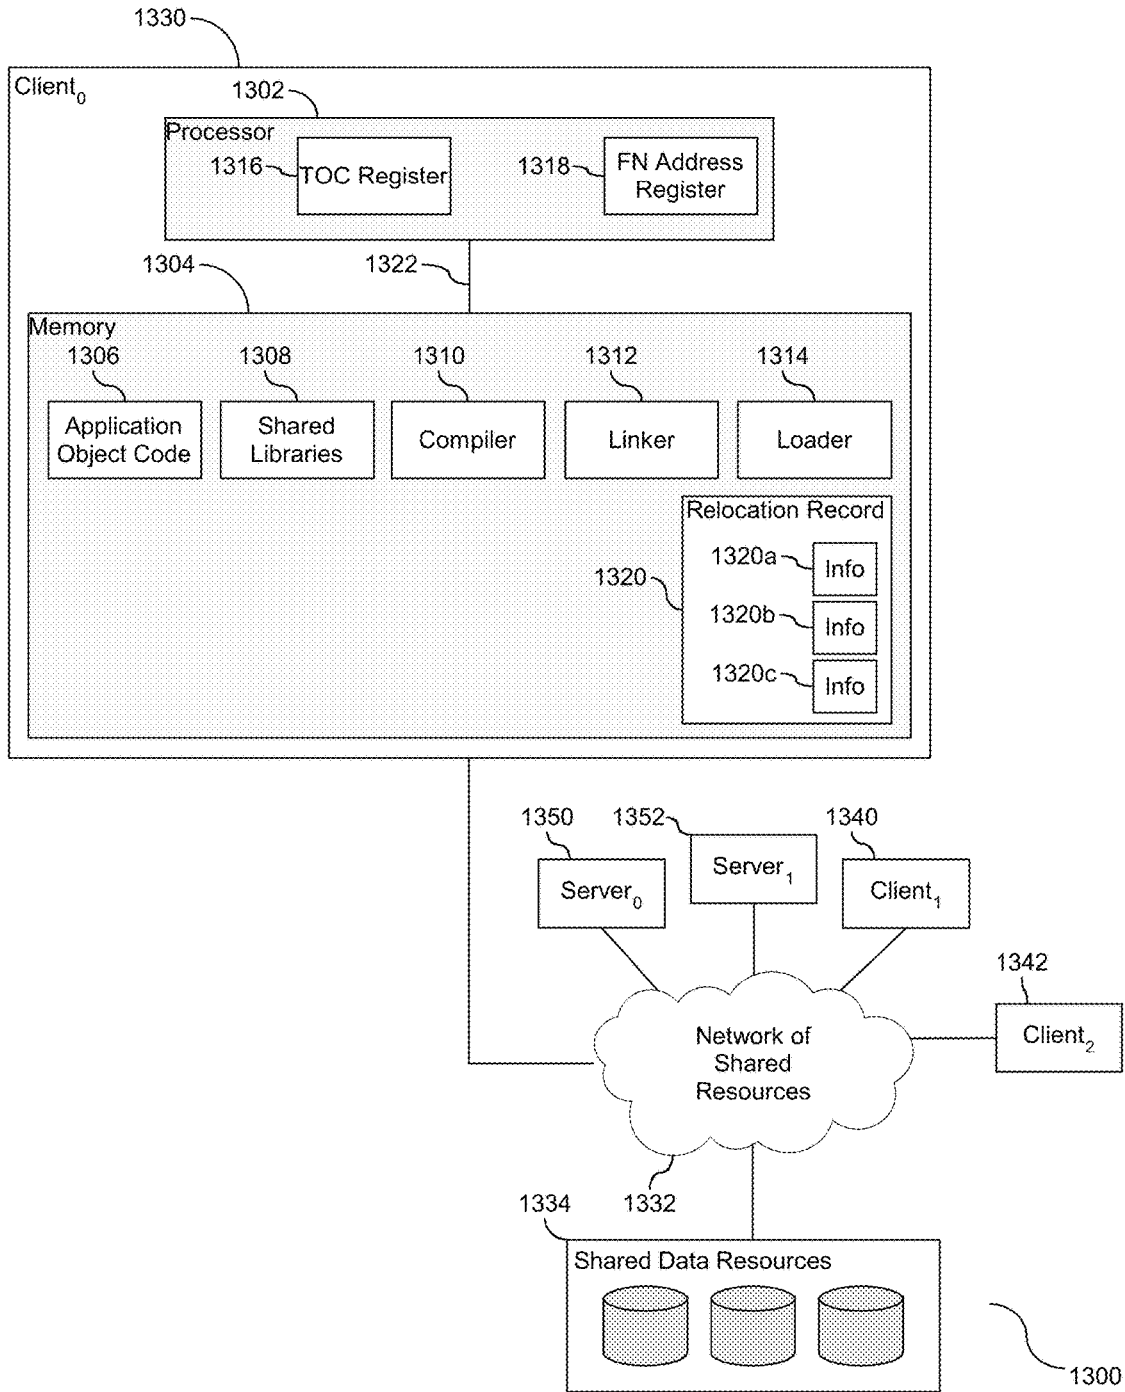 1330
Client0
1302
Processor
1316
TOC Register
1318
FN Address
Register
1304
1322
Memory
1306
1308
1310
1312
1314
Application
Object Code
Shared
Libraries
Compiler
Linker
Loader
Relocation Record
1320
1320a
Info
1320b
Info
1320c
Info
1350
1352
1340
Server0
Server1
Client1
1342
Client2
Network of
Shared
Resources
1332
1334
Shared Data Resources
1300